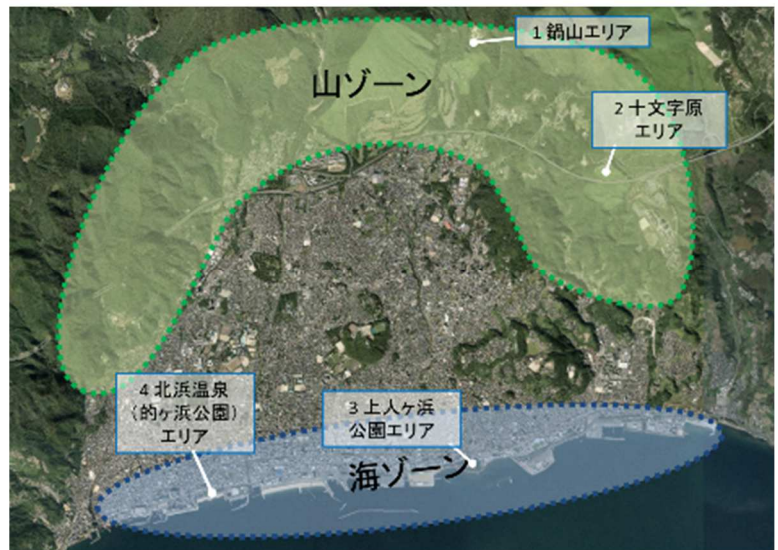 1 鍋山エリア
山ゾーン
2 十文字原
エリア
4 北浜温泉
(的ヶ浜公園)
エリア
3 上人ヶ浜
公園エリア
海ゾーン